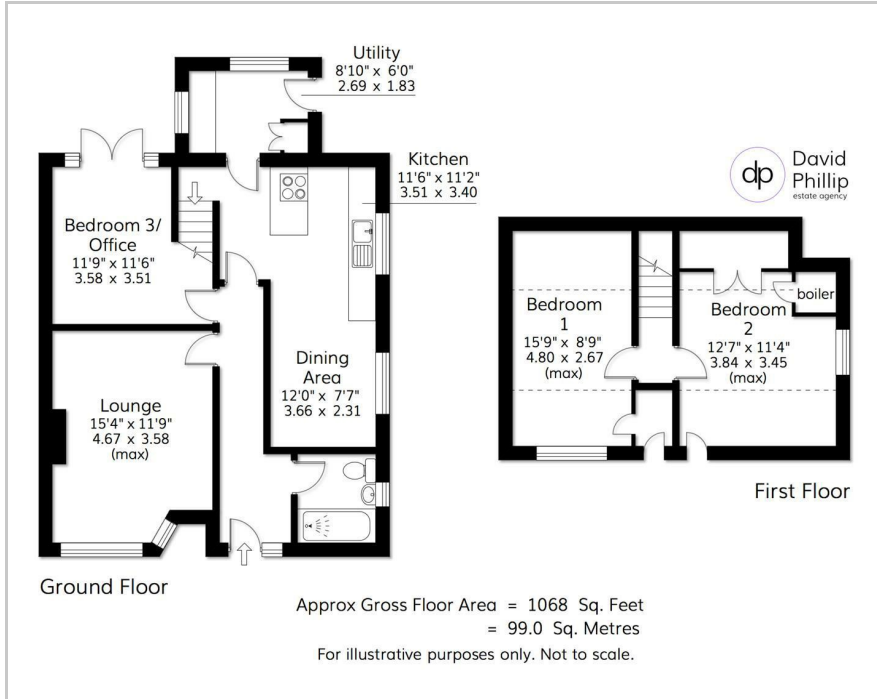 Utility
8'10" x 6'0"
2.69 x 1.83
Kitchen
11'6" x 11'2"
3.51 x 3.40
dp
David
Phillip
estate agency
Bedroom 3/
Office
11'9" x 11'6"
3.58 x 3.51
Dining
Area
12'0" x 7'7"
3.66 x 2.31
Lounge
15'4" x 11'9"
4.67 x 3.58
(max)
Bedroom
1
15'9" x 8'9"
4.80 x 2.67
(max)
boiler
Bedroom
2
12'7" x 11'4"
3.84 x 3.45
(max)
First Floor
Ground Floor
Approx Gross Floor Area = 1068 Sq. Feet
= 99.0 Sq. Metres
For illustrative purposes only. Not to scale.